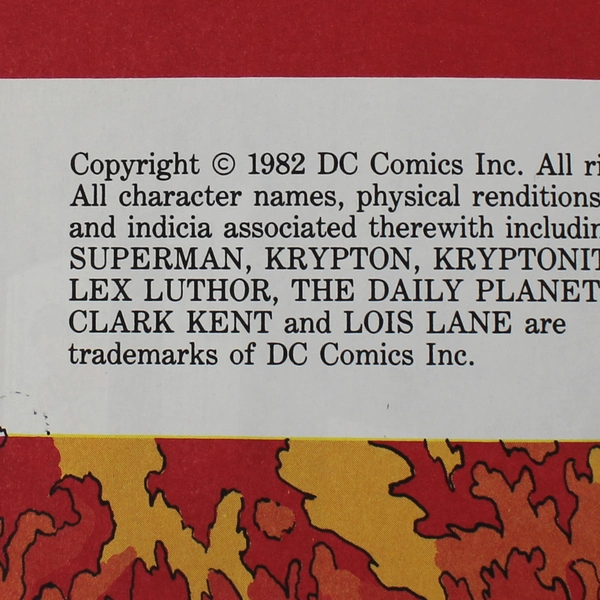 Copyright © 1982 DC Comics Inc. All ri
All character names, physical renditions
and indicia associated therewith includin
SUPERMAN, KRYPTON, KRYPTONIT
LEX LUTHOR, THE DAILY PLANET
CLARK KENT and LOIS LANE are
trademarks of DC Comics Inc.